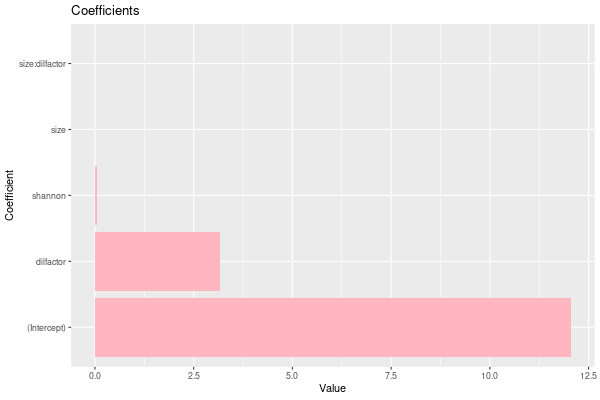 Coefficients
size:dilfactor
size
shannon
dilfactor
(Intercept)
Coefficient
0.0 2.5 5.0 7.5 10.0 12.5
Value